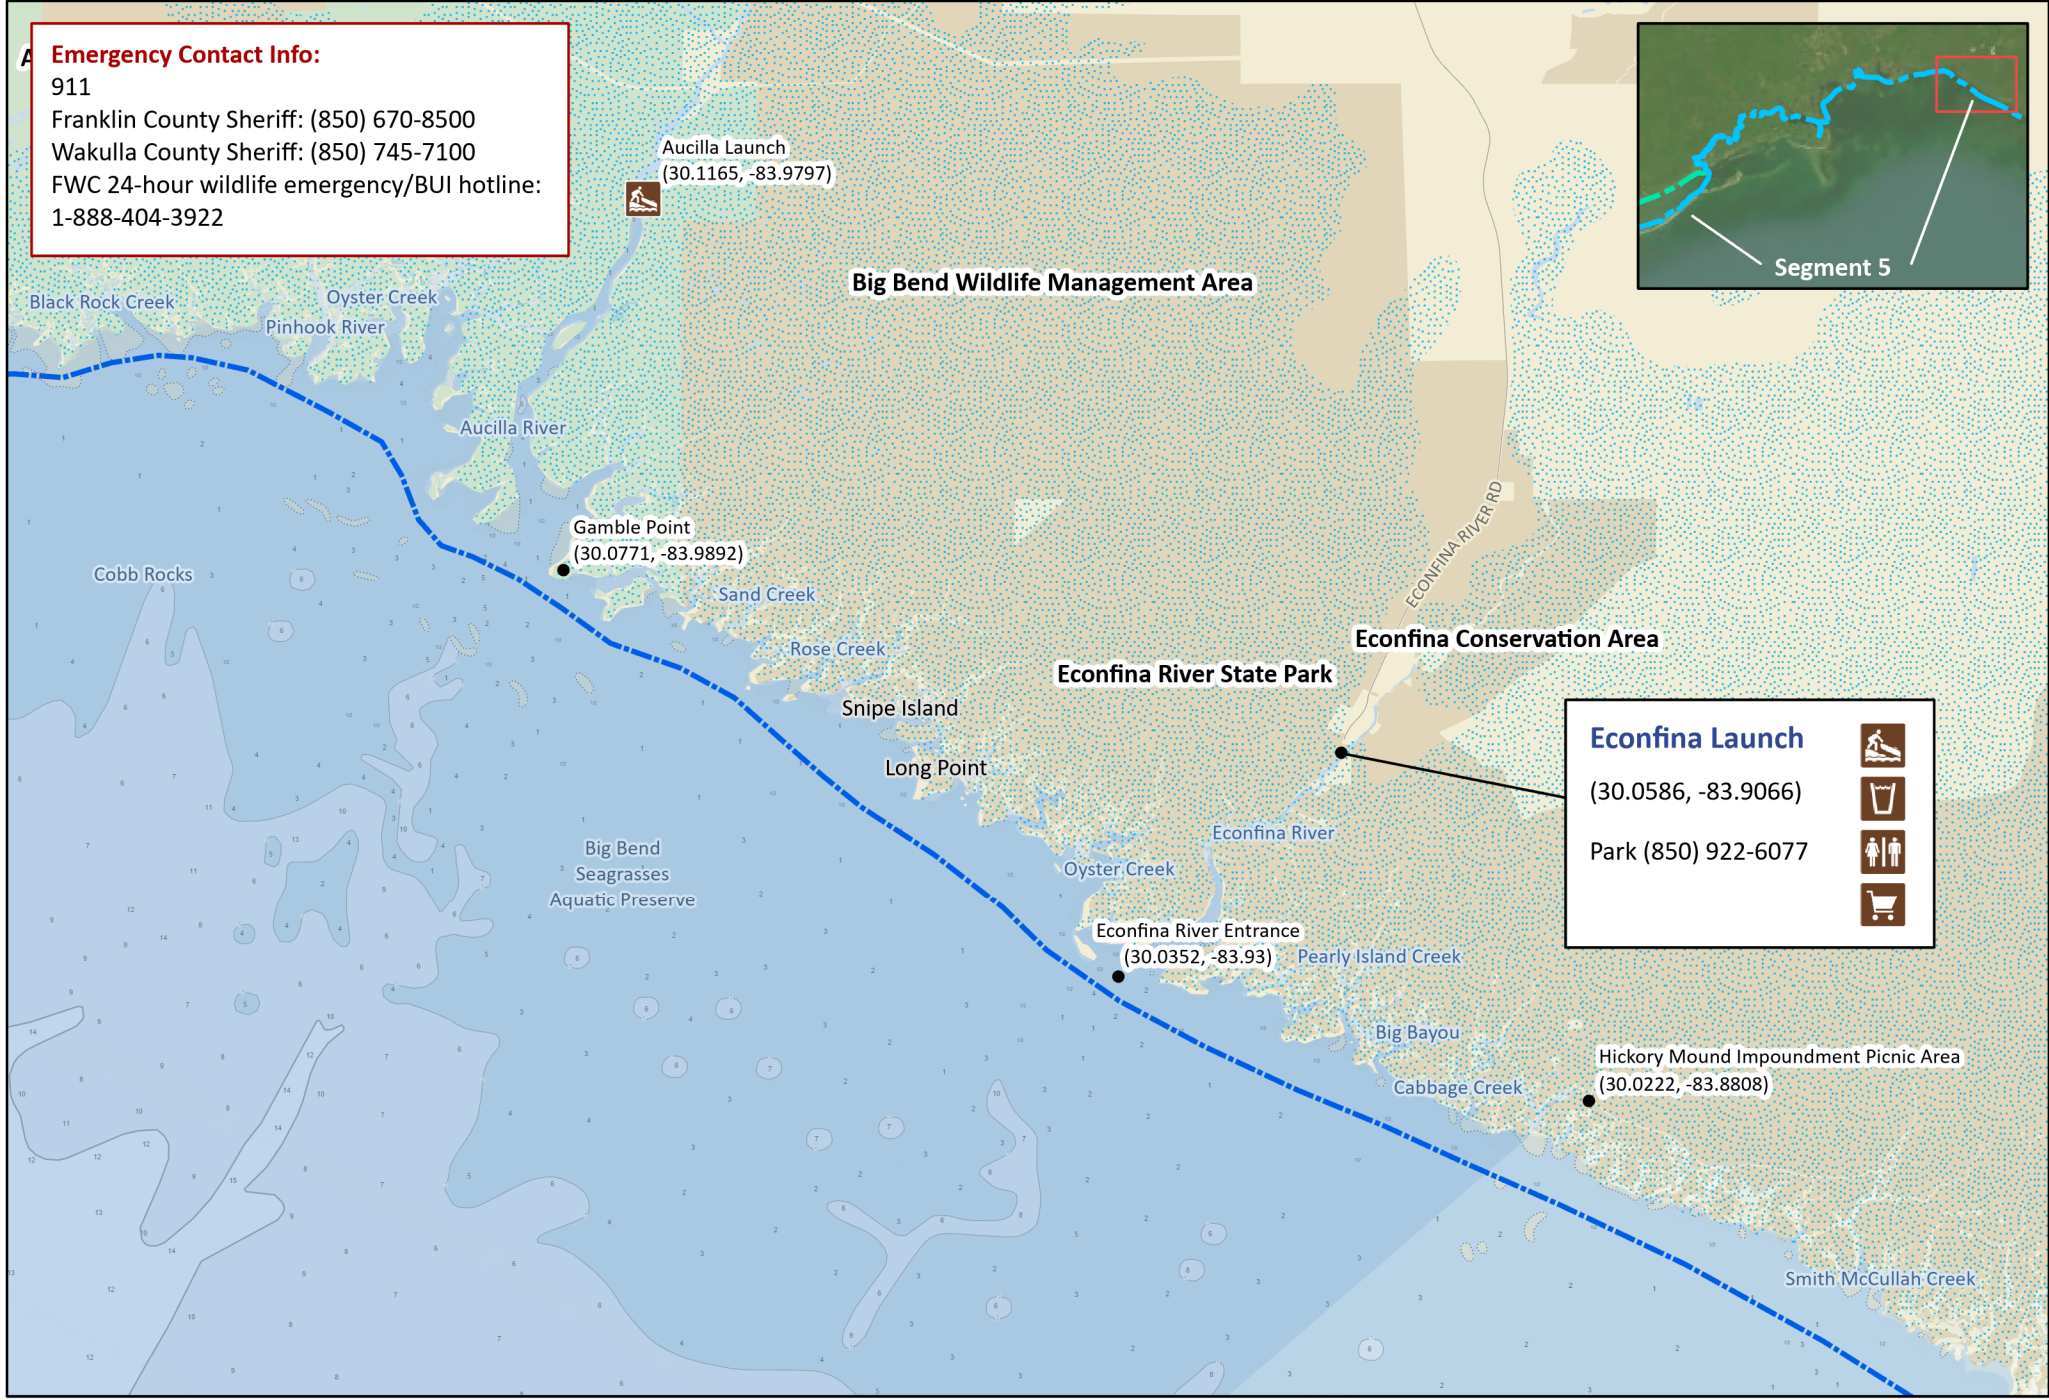 A
Emergency Contact Info:
911
Franklin County Sheriff: (850) 670-8500
Wakulla County Sheriff: (850) 745-7100
FWC 24-hour wildlife emergency/BUI hotline:
1-888-404-3922
Segment 5
Aucilla Launch
(30.1165, -83.9797)
Big Bend Wildlife Management Area
Black Rock Creek
Oyster Creek
Pinhook River
Aucilla River
Gamble Point
(30.0771, -83.9892)
ECONFINA RIVER RD
Cobb Rocks
Sand Creek
Rose Creek
Econfina Conservation Area
Econfina River State Park
Snipe Island
Long Point
Econfina Launch
(30.0586, -83.9066)
Park (850) 922-6077
Big Bend
Seagrasses
Aquatic Preserve
Econfina River
Oyster Creek
Econfina River Entrance
(30.0352, -83.93)
Pearly Island Creek
Big Bayou
Cabbage Creek
Hickory Mound Impoundment Picnic Area
(30.0222, -83.8808)
Smith McCullah Creek